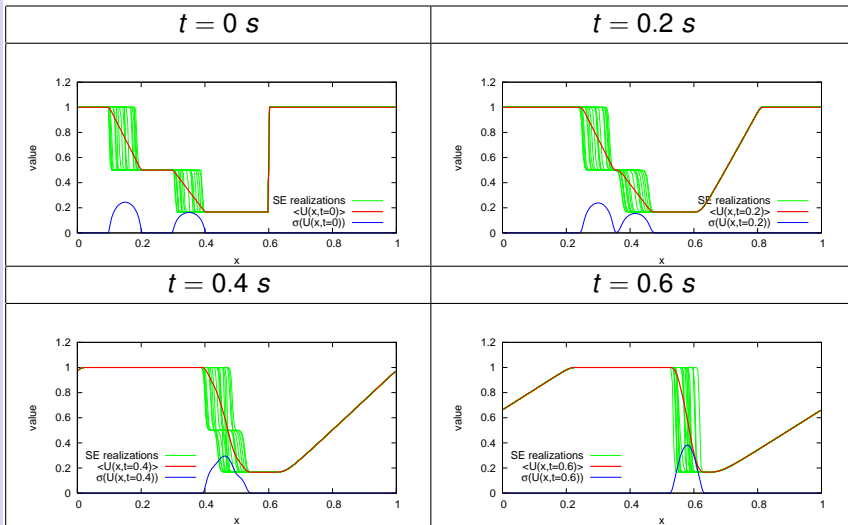 t = 0 s
t = 0.2 s
1.2
1
0.8
0.6
0.4
0.2
0
value
0
0.2
0.4
0.6
0.8
1
x
SE realizations
<U(x,t=0)>
σ(U(x,t=0))
1.2
1
0.8
0.6
0.4
0.2
0
value
0
0.2
0.4
0.6
0.8
1
x
SE realizations
<U(x,t=0.2)>
σ(U(x,t=0.2))
t = 0.4 s
t = 0.6 s
1.2
1
0.8
0.6
0.4
0.2
0
value
0
0.2
0.4
0.6
0.8
1
x
SE realizations
<U(x,t=0.4)>
σ(U(x,t=0.4))
1.2
1
0.8
0.6
0.4
0.2
0
value
0
0.2
0.4
0.6
0.8
1
x
SE realizations
<U(x,t=0.6)>
σ(U(x,t=0.6))